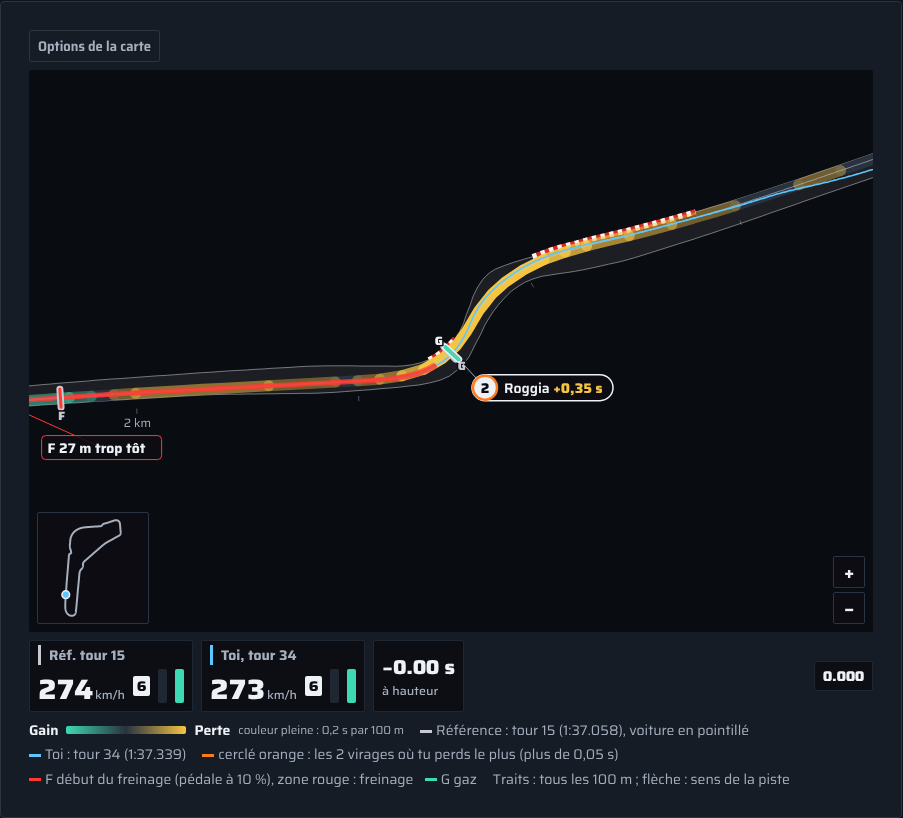 Options de la carte
G
G
2 Roggia +0,35 s
F
2 km
F 27 m trop tôt
+
−
Réf. tour 15
274 km/h 6
Toi, tour 34
273 km/h 6
−0.00 s
à hauteur
0.000
Gain Perte couleur pleine : 0,2 s par 100 m Référence : tour 15 (1:37.058), voiture en pointillé
Toi : tour 34 (1:37.339) cerclé orange : les 2 virages où tu perds le plus (plus de 0,05 s)
F début du freinage (pédale à 10 %), zone rouge : freinage G gaz Traits : tous les 100 m ; flèche : sens de la piste